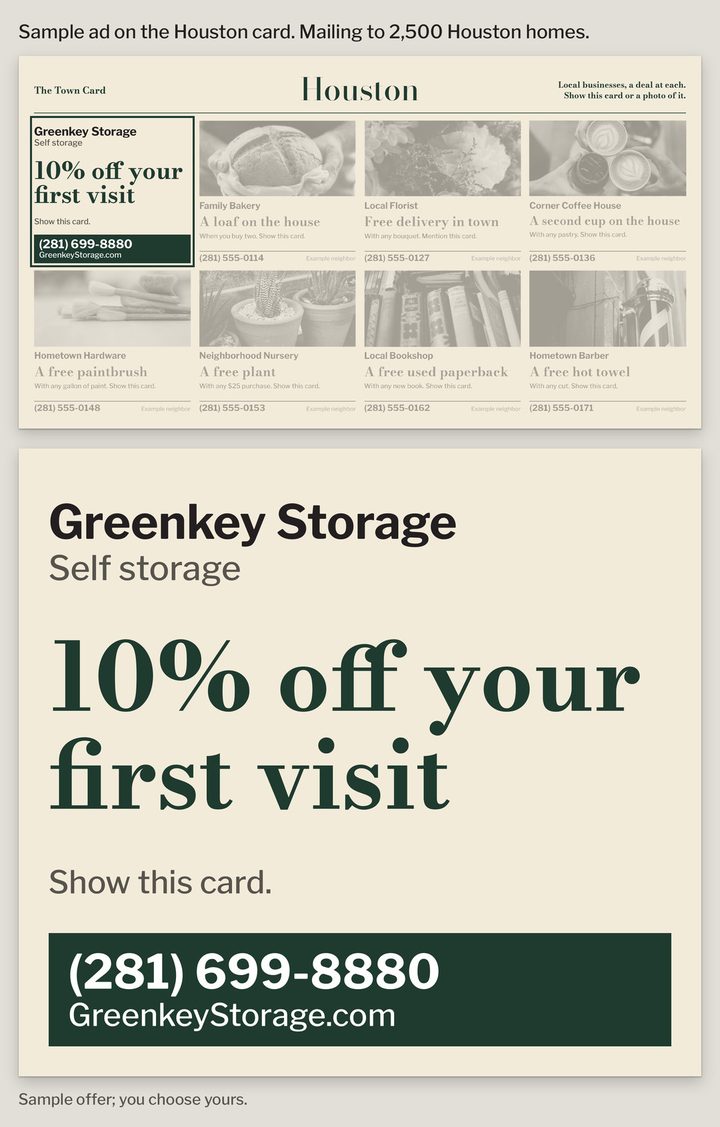 Sample ad on the Houston card. Mailing to 2,500 Houston homes.
The Town Card
Houston
Local businesses, a deal at each.
Show this card or a photo of it.
Greenkey Storage
Self storage
10% off your
first visit
Show this card.
(281) 699-8880
GreenkeyStorage.com
Family Bakery
A loaf on the house
When you buy two. Show this card.
(281) 555-0114
Example neighbor
Local Florist
Free delivery in town
With any bouquet. Mention this card.
(281) 555-0127
Example neighbor
Corner Coffee House
A second cup on the house
With any pastry. Show this card.
(281) 555-0136
Example neighbor
Hometown Hardware
A free paintbrush
With any gallon of paint. Show this card.
(281) 555-0148
Example neighbor
Neighborhood Nursery
A free plant
With any $25 purchase. Show this card.
(281) 555-0153
Example neighbor
Local Bookshop
A free used paperback
With any new book. Show this card.
(281) 555-0162
Example neighbor
Hometown Barber
A free hot towel
With any cut. Show this card.
(281) 555-0171
Example neighbor
Greenkey Storage
Self storage
10% off your
first visit
Show this card.
(281) 699-8880
GreenkeyStorage.com
Sample offer; you choose yours.